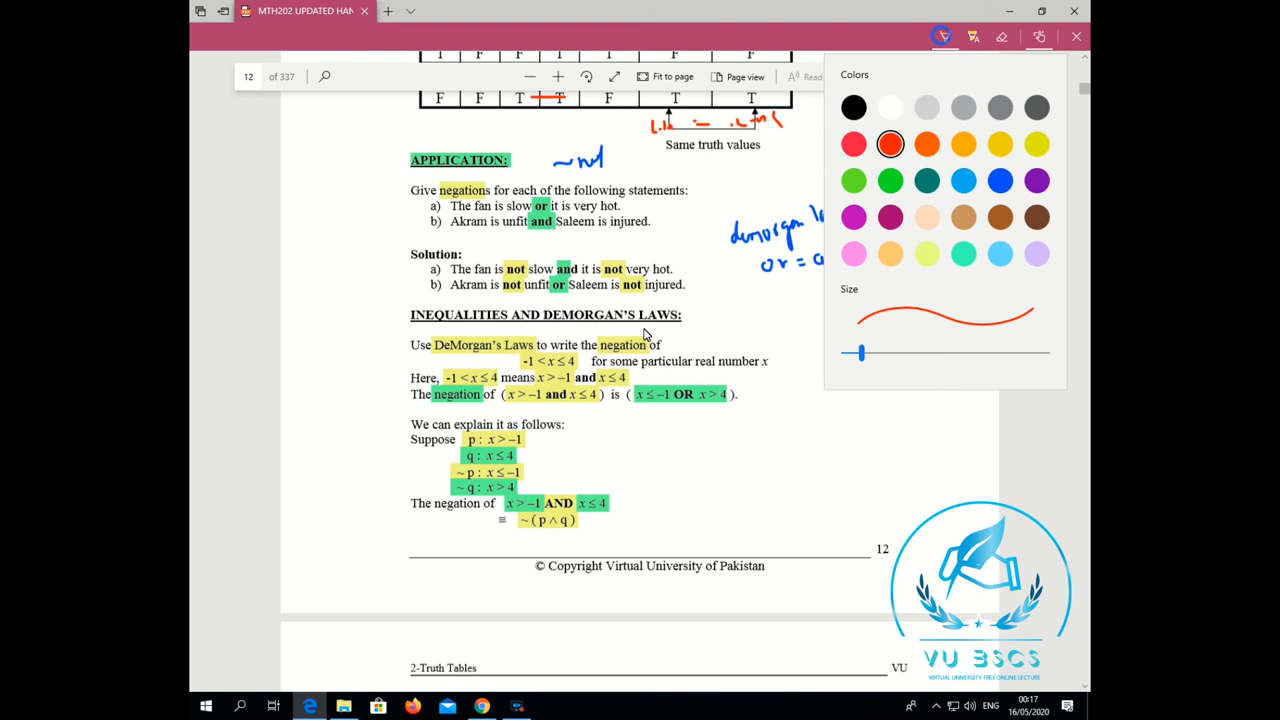 MTH202 UPDATED HAN
12 of 337
Fit to page
Page view
Read
Colors
F F T T F T T
Same truth values
APPLICATION:
~ not
Give negations for each of the following statements:
a) The fan is slow or it is very hot.
b) Akram is unfit and Saleem is injured.
demorgan
or =
Solution:
a) The fan is not slow and it is not very hot.
b) Akram is not unfit or Saleem is not injured.
Size
INEQUALITIES AND DEMORGAN'S LAWS:
Use DeMorgan's Laws to write the negation of
-1 < x ≤ 4 for some particular real number x
Here, -1 < x ≤ 4 means x > –1 and x ≤ 4
The negation of ( x > –1 and x ≤ 4 ) is ( x ≤ –1 OR x > 4 ).
We can explain it as follows:
Suppose p : x > –1
q : x ≤ 4
~ p : x ≤ –1
~ q : x > 4
The negation of x > –1 AND x ≤ 4
≡ ~ ( p ∧ q )
12
© Copyright Virtual University of Pakistan
VU BSCS
VIRTUAL UNIVERSITY FREE ONLINE LECTURE
2-Truth Tables VU
ENG
00:17
16/05/2020